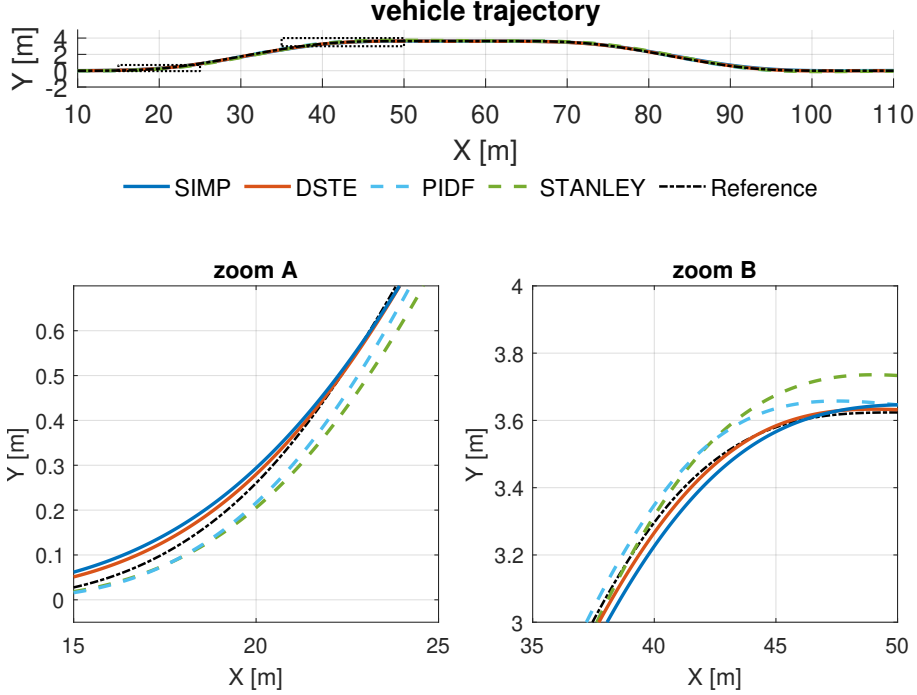 vehicle trajectory
Y [m]
4
2
0
-2
10 20 30 40 50 60 70 80 90 100 110
X [m]
SIMP DSTE PIDF STANLEY Reference
zoom A
Y [m]
0.6
0.5
0.4
0.3
0.2
0.1
0
15 20 25
X [m]
zoom B
Y [m]
4
3.8
3.6
3.4
3.2
3
35 40 45 50
X [m]